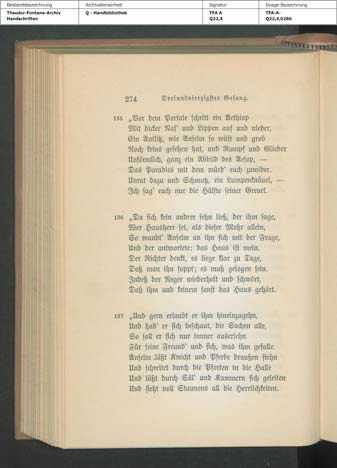 Bestandsbezeichnung Archivalieneinheit Signatur Image-Bezeichnung
Theodor-Fontane-Archiv Q - Handbibliothek TFA A TFA-A-
Handschriften Q22,4 Q22,4,0286
274 Dreiundvierzigster Gesang.
135 „Vor dem Portale schritt ein Aethiop
Mit dicker Nas' und Lippen auf und nieder,
Ein Antlitz, wie Anselm so wüst und grob
Noch keins gesehen hat, und Rumpf und Glieder
Unförmlich, ganz ein Abbild des Aesop, —
Das Paradies mit dem würd' euch zuwider.
Unrat dazu und Schmutz, ein Lumpenknäuel, —
Ich sag' euch nur die Hälfte seiner Greuel.
136 „Da sich kein andrer sehn ließ, der ihm sage,
Wer Hausherr sei, als dieser Mohr allein,
So wandt' Anselm an ihn sich mit der Frage,
Und der antwortete: das Haus ist mein.
Der Richter denkt, es liege klar zu Tage,
Daß man ihn foppt; es muß gelogen sein.
Indeß der Neger wiederholt und schwört,
Daß ihm und keinem sonst das Haus gehört.
137 „Und gern erlaubt er ihm hineinzugehn,
Und hab' er sich beschaut, die Sachen alle,
So soll er sich nur immer ausersehn
Für seine Freund' und sich, was ihm gefalle.
Anselm läßt Knecht und Pferde draußen stehn
Und schreitet durch die Pforten in die Halle
Und läßt durch Säl' und Kammern sich geleiten
Und sieht voll Staunens all die Herrlichkeiten.